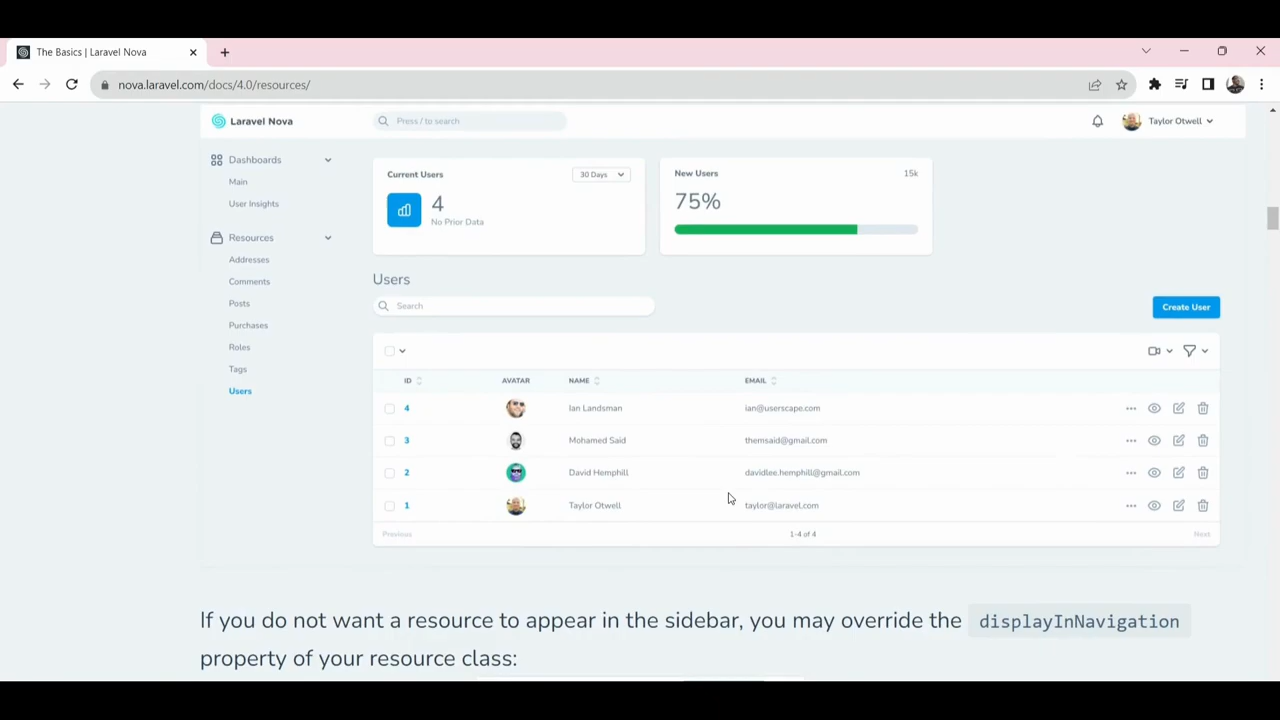 The Basics | Laravel Nova
nova.laravel.com/docs/4.0/resources/
Laravel Nova
Press / to search
Taylor Otwell
Dashboards
Main
User Insights
Resources
Addresses
Comments
Posts
Purchases
Roles
Tags
Users
Current Users
30 Days
4
No Prior Data
New Users
15k
75%
Users
Search
Create User
ID AVATAR NAME EMAIL
4 Ian Landsman ian@userscape.com
3 Mohamed Said themsaid@gmail.com
2 David Hemphill davidlee.hemphill@gmail.com
1 Taylor Otwell taylor@laravel.com
Previous 1-4 of 4 Next
If you do not want a resource to appear in the sidebar, you may override the displayInNavigation
property of your resource class: